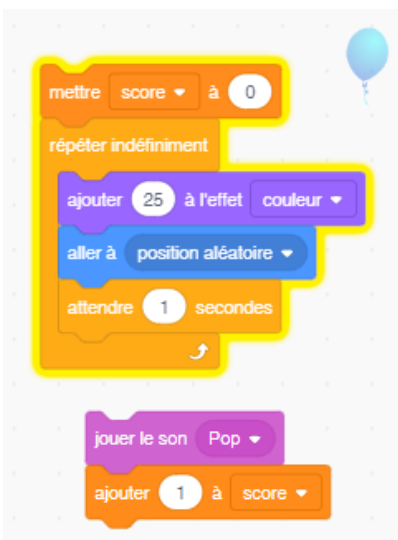 mettre score à 0
répéter indéfiniment
ajouter 25 à l'effet couleur
aller à position aléatoire
attendre 1 secondes
jouer le son Pop
ajouter 1 à score